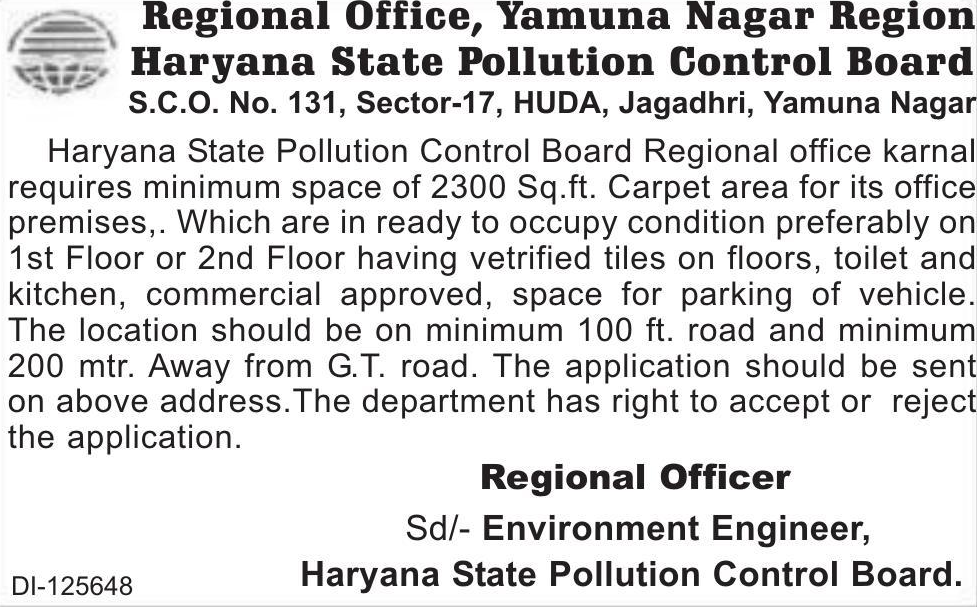 Regional Office, Yamuna Nagar Region
Haryana State Pollution Control Board
S.C.O. No. 131, Sector-17, HUDA, Jagadhri, Yamuna Nagar
Haryana State Pollution Control Board Regional office karnal
requires minimum space of 2300 Sq.ft. Carpet area for its office
premises,. Which are in ready to occupy condition preferably on
1st Floor or 2nd Floor having vetrified tiles on floors, toilet and
kitchen, commercial approved, space for parking of vehicle.
The location should be on minimum 100 ft. road and minimum
200 mtr. Away from G.T. road. The application should be sent
on above address.The department has right to accept or reject
the application.
Regional Officer
Sd/- Environment Engineer,
Haryana State Pollution Control Board.
DI-125648